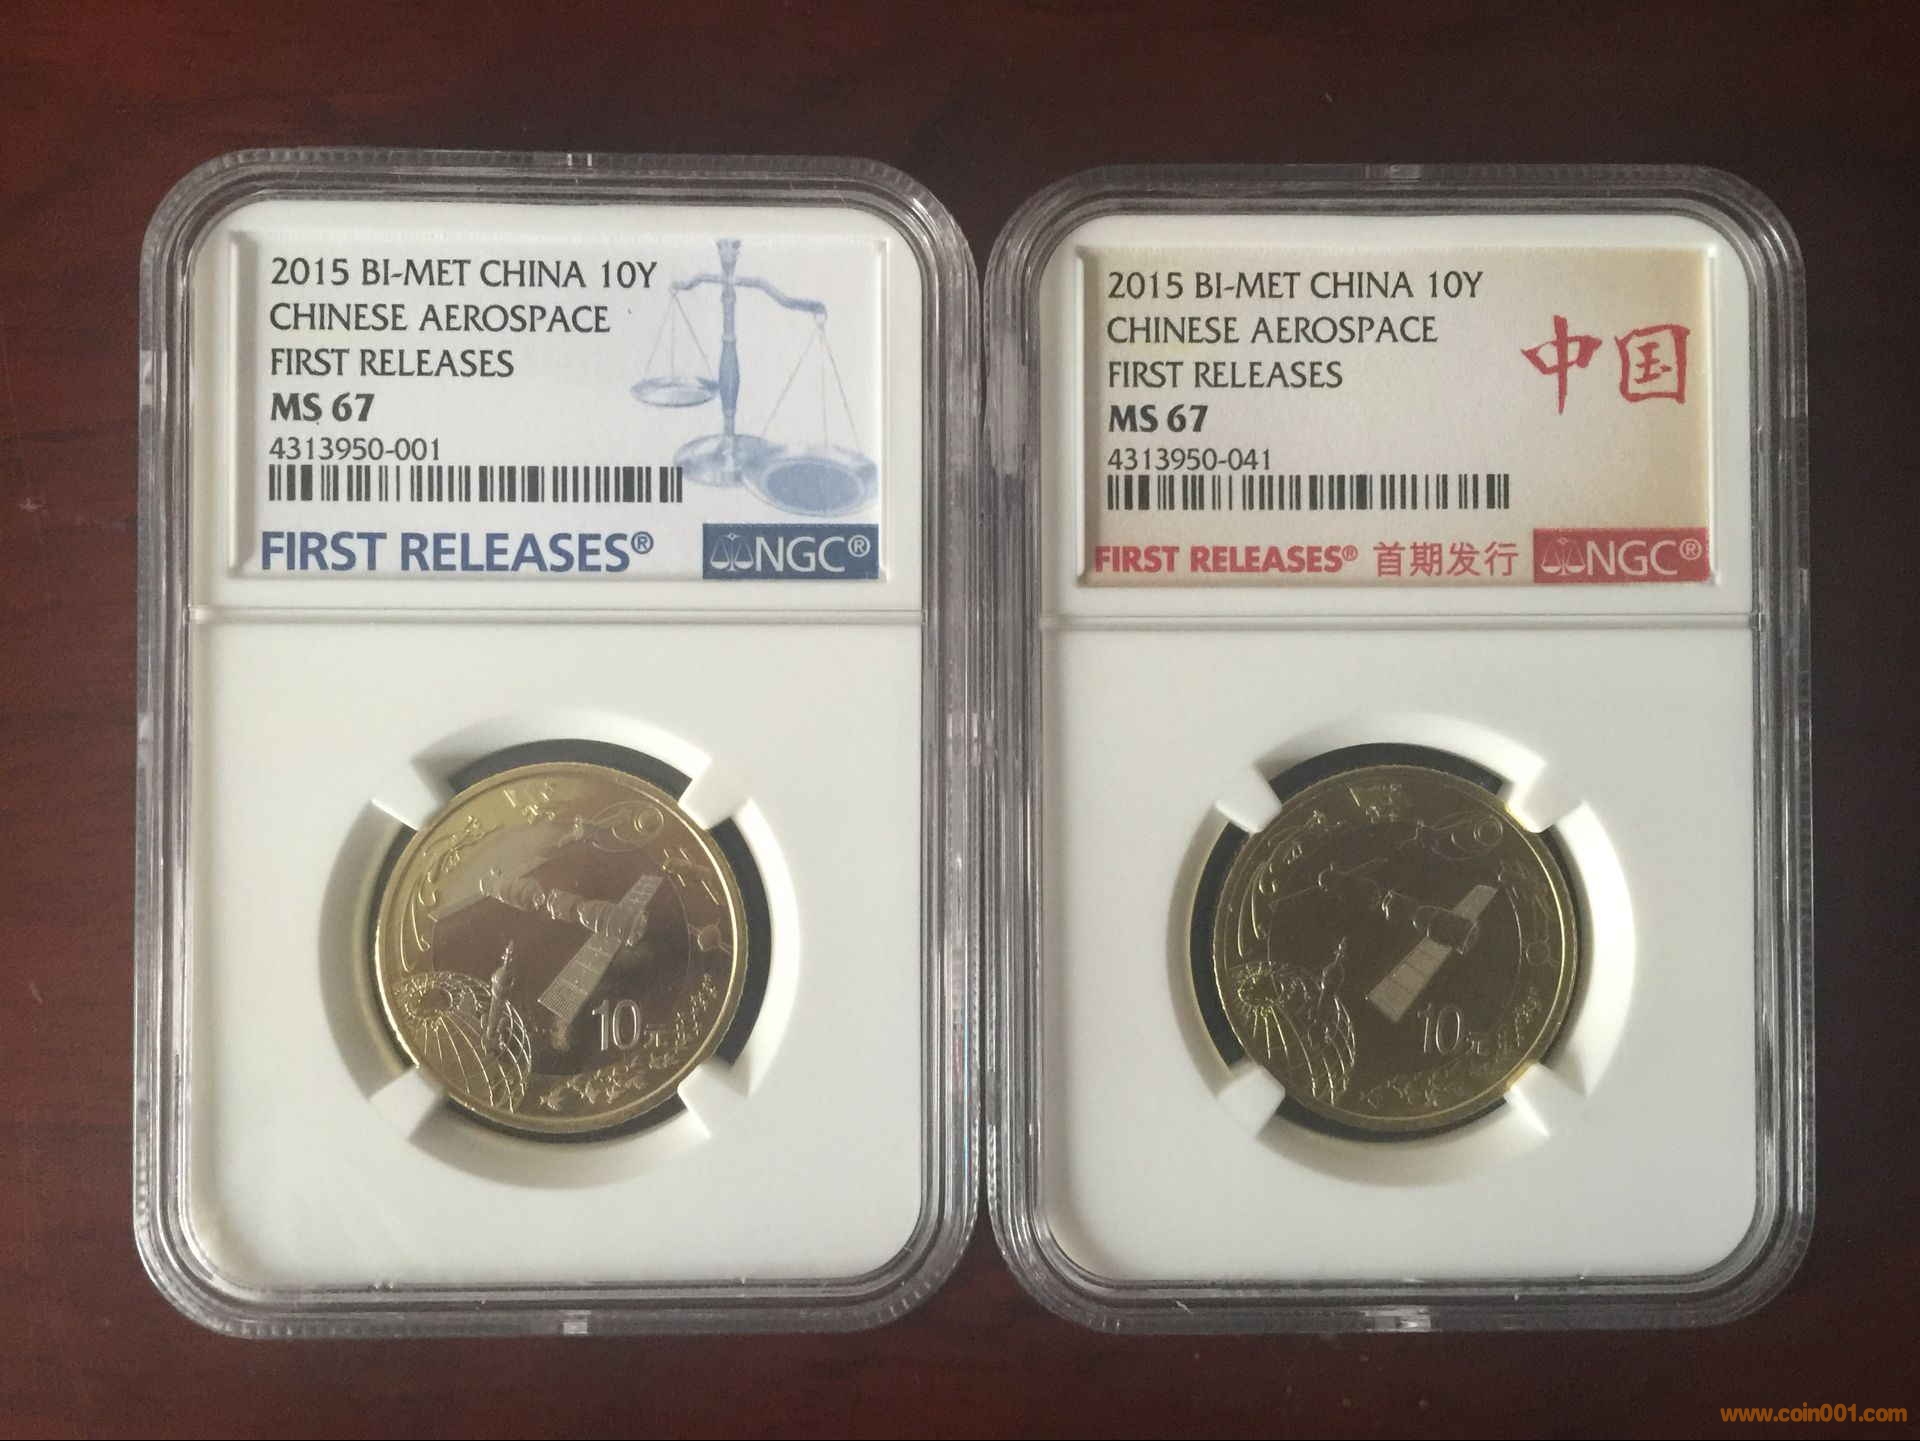 2015 BI-MET CHINA 10Y
CHINESE AEROSPACE
FIRST RELEASES
MS 67
4313950-001
FIRST RELEASES®
NGC®
10元
2015 BI-MET CHINA 10Y
CHINESE AEROSPACE
FIRST RELEASES
MS 67
4313950-041
中国
FIRST RELEASES® 首期发行
NGC®
10元
www.coin001.com